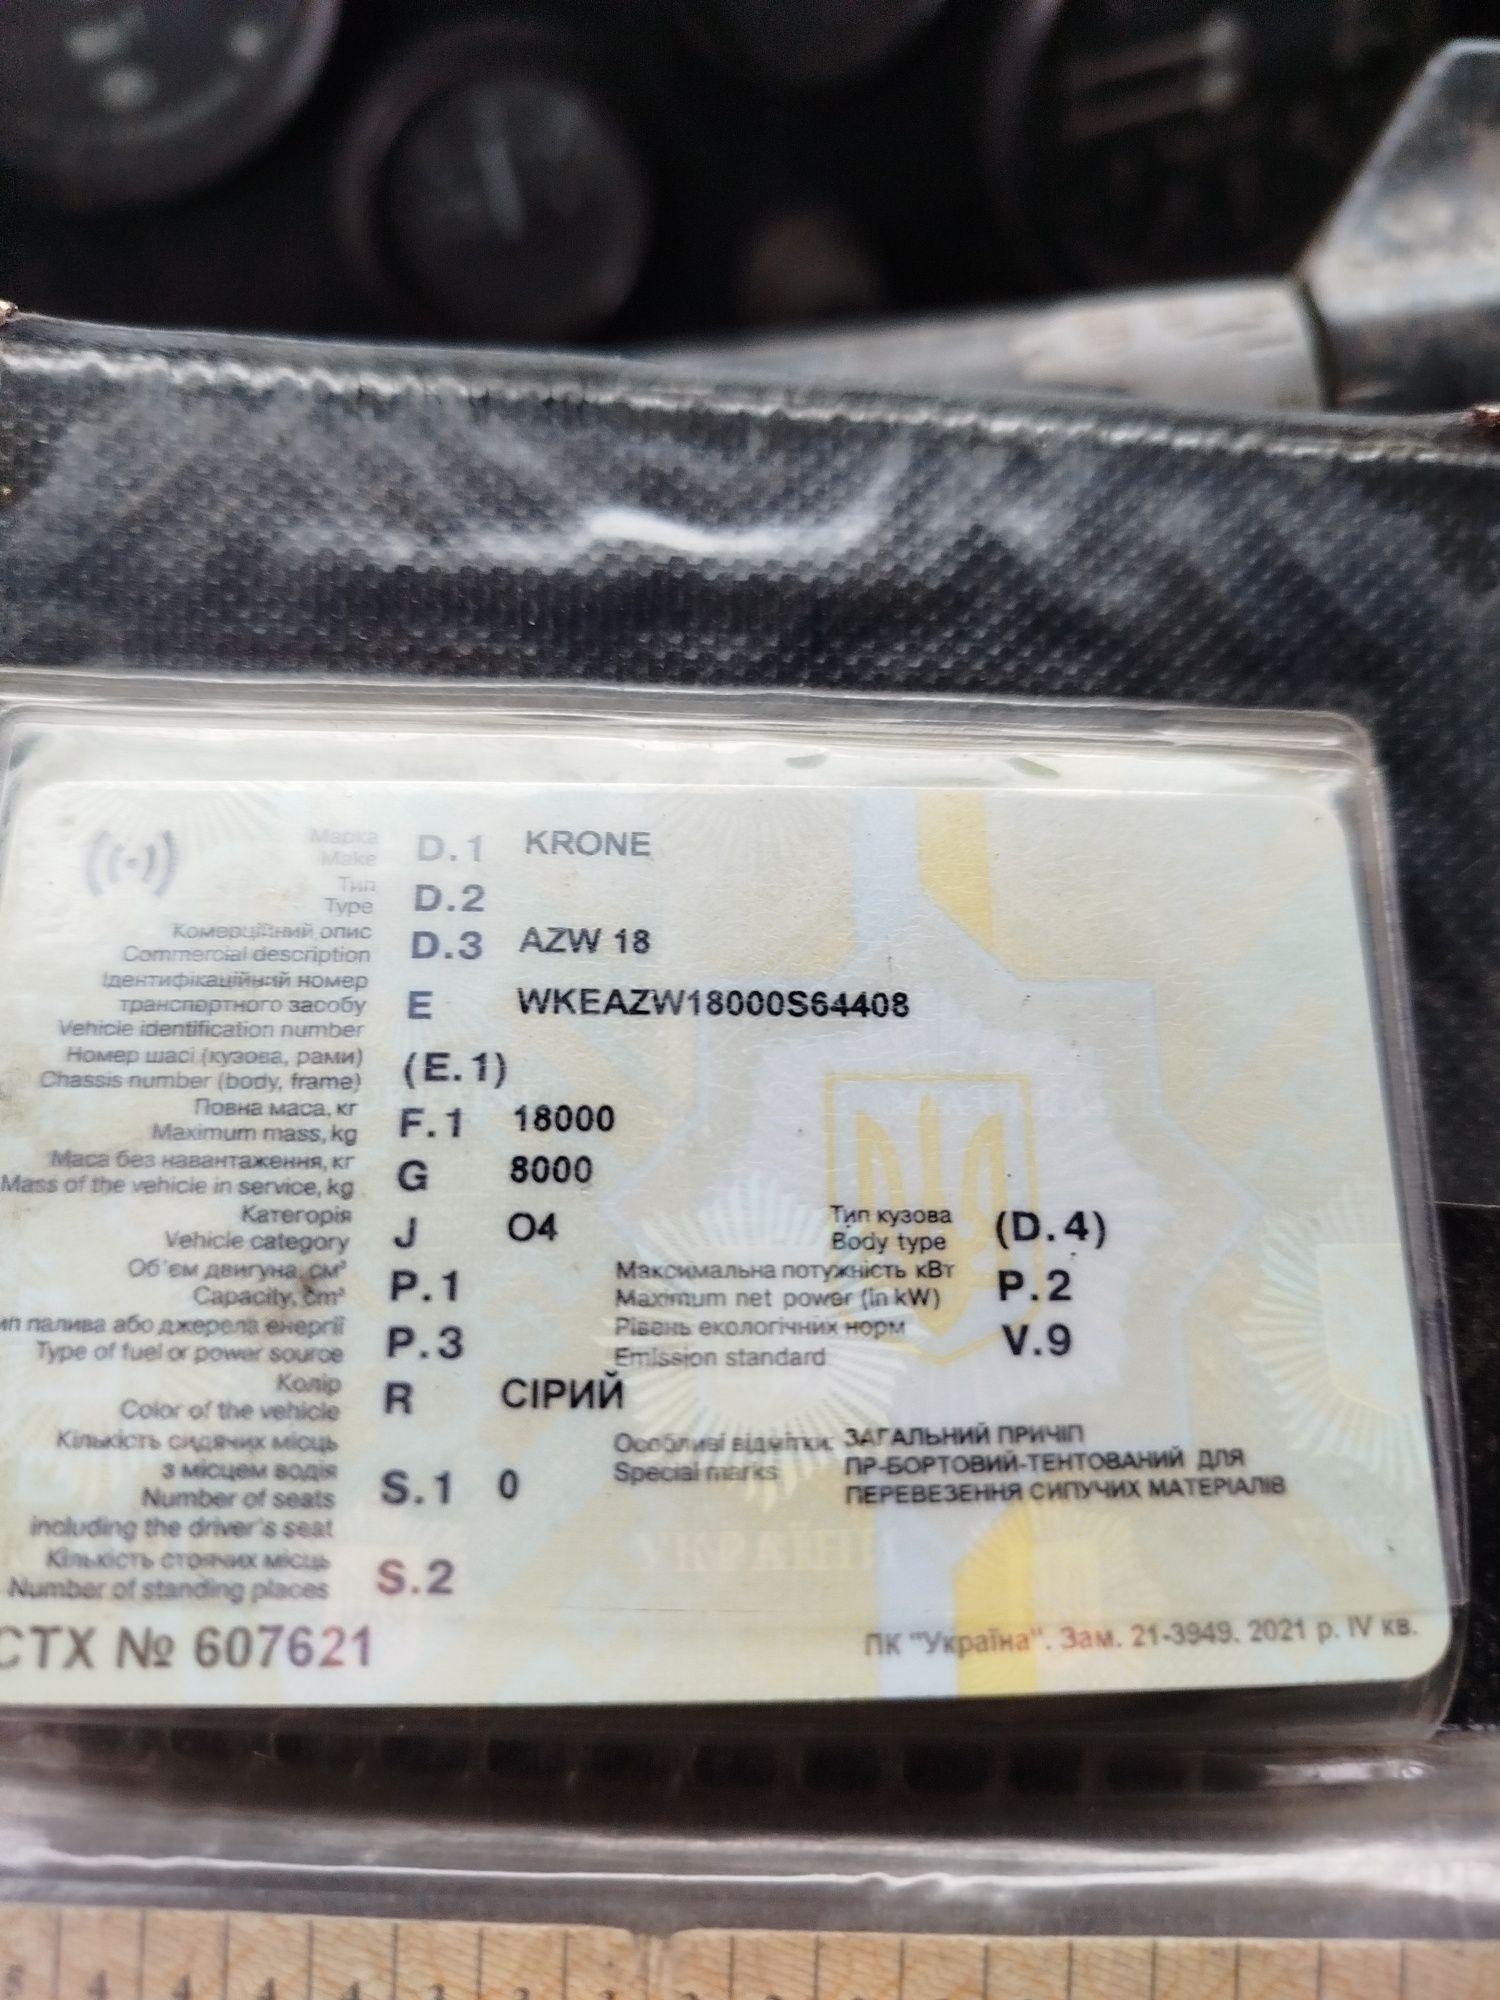 Марка D.1 KRONE
Make
Тип D.2
Type
Комерційний опис D.3 AZW 18
Commercial description
Ідентифікаційний номер
транспортного засобу E WKEAZW18000S64408
Vehicle identification number
Номер шасі (кузова, рами) (E.1)
Chassis number (body, frame)
Повна маса, кг F.1 18000
Maximum mass, kg
Маса без навантаження, кг G 8000
Mass of the vehicle in service, kg
Категорія J O4 Тип кузова (D.4)
Vehicle category Body type
Об'єм двигуна, см³ P.1 Максимальна потужність кВт P.2
Capacity, cm³ Maximum net power (in kW)
палива або джерела енергії P.3 Рівень екологічних норм V.9
Type of fuel or power source Emission standard
Колір R СІРИЙ
Color of the vehicle
Кількість сидячих місць Особливі відмітки: ЗАГАЛЬНИЙ ПРИЧІП
з місцем водія S.1 0 Special marks ПР-БОРТОВИЙ-ТЕНТОВАНИЙ ДЛЯ
Number of seats ПЕРЕВЕЗЕННЯ СИПУЧИХ МАТЕРІАЛІВ
including the driver's seat
Кількість стоячих місць S.2
Number of standing places
СТХ № 607621 ПК "Україна". Зам. 21-3949. 2021 р. IV кв.